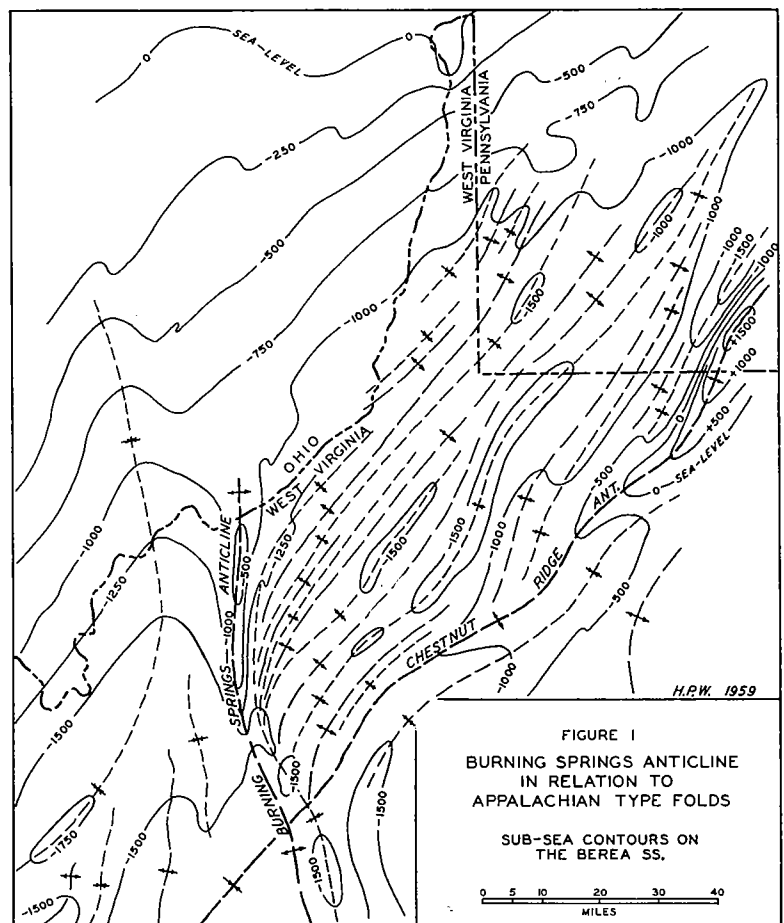 0
SEA-LEVEL
0
-500
-750
-1000
-250
-500
-750
-1000
WEST VIRGINIA
PENNSYLVANIA
-1000
-1500
1000
1000
-1500
-1000
+1500
+1000
0
+500
0-SEA-LEVEL
OHIO
WEST VIRGINIA
-1000
-1250
BURNING SPRINGS ANTICLINE
-500
-1000
-1250
-1500
-1500
-1000
-500
CHESTNUT RIDGE ANT.
-500
-1000
-1500
-1750
-1500
-1500
-1500
-1500
-1500
H.P.W. 1959
FIGURE 1
BURNING SPRINGS ANTICLINE
IN RELATION TO
APPALACHIAN TYPE FOLDS
SUB-SEA CONTOURS ON
THE BEREA SS.
0 5 10 20 30 40
MILES